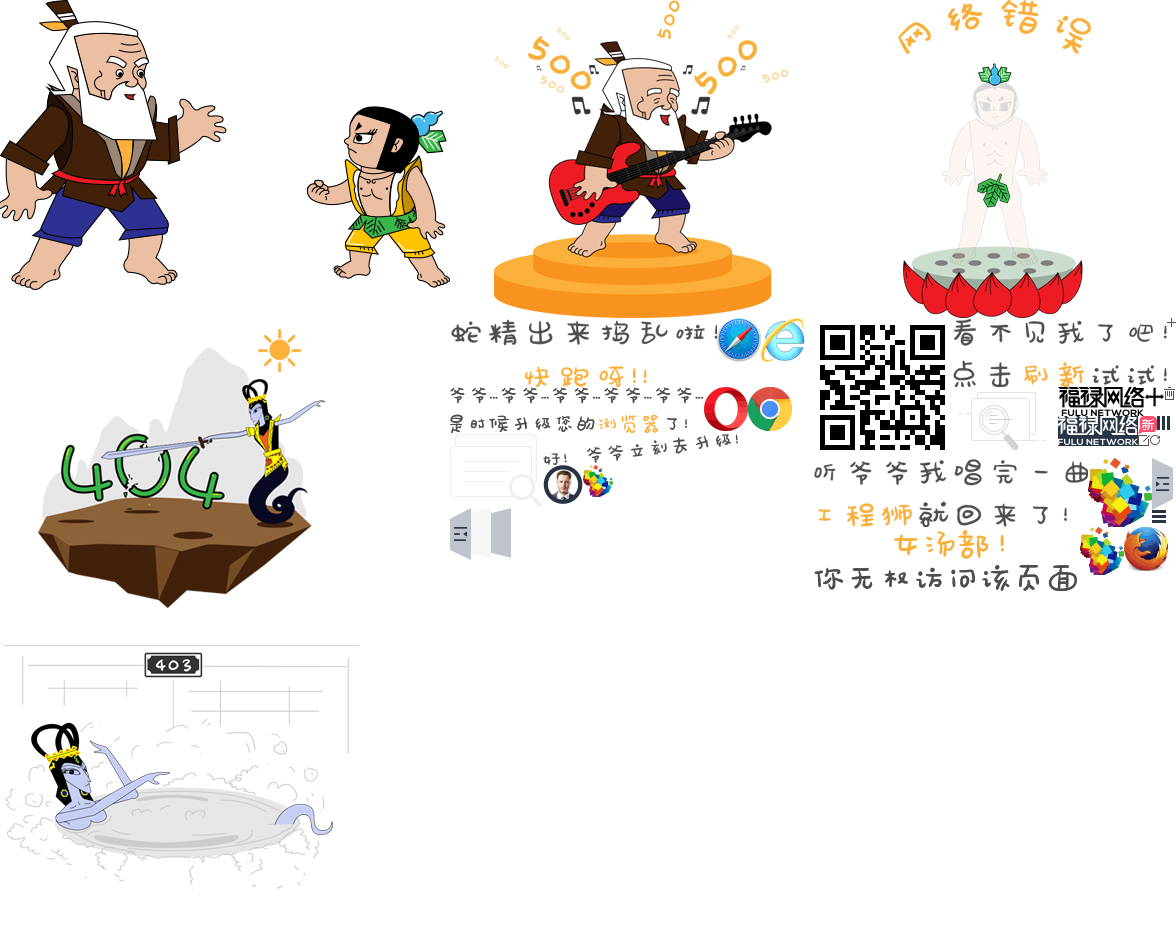 500
500
500
500
500
500
500
500
网络错误
404
蛇精出来捣乱啦!
快跑呀!!
爷爷…爷爷…爷爷…爷爷…爷爷…
是时候升级您的浏览器了!
好! 爷爷立刻去升级!
看不见我了吧!
点击刷新试试!
福禄网络
FULU NETWORK
福禄网络
新
FULU NETWORK
听爷爷我唱完一曲
工程狮就回来了!
女汤部!
你无权访问该页面
403